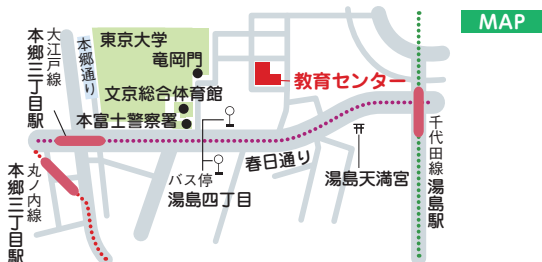 MAP
東京大学
竜岡門
大江戸線
本郷三丁目駅
本郷通り
教育センター
文京総合体育館
本富士警察署
春日通り
バス停
湯島四丁目
湯島天満宮
千代田線
湯島駅
丸ノ内線
本郷三丁目駅